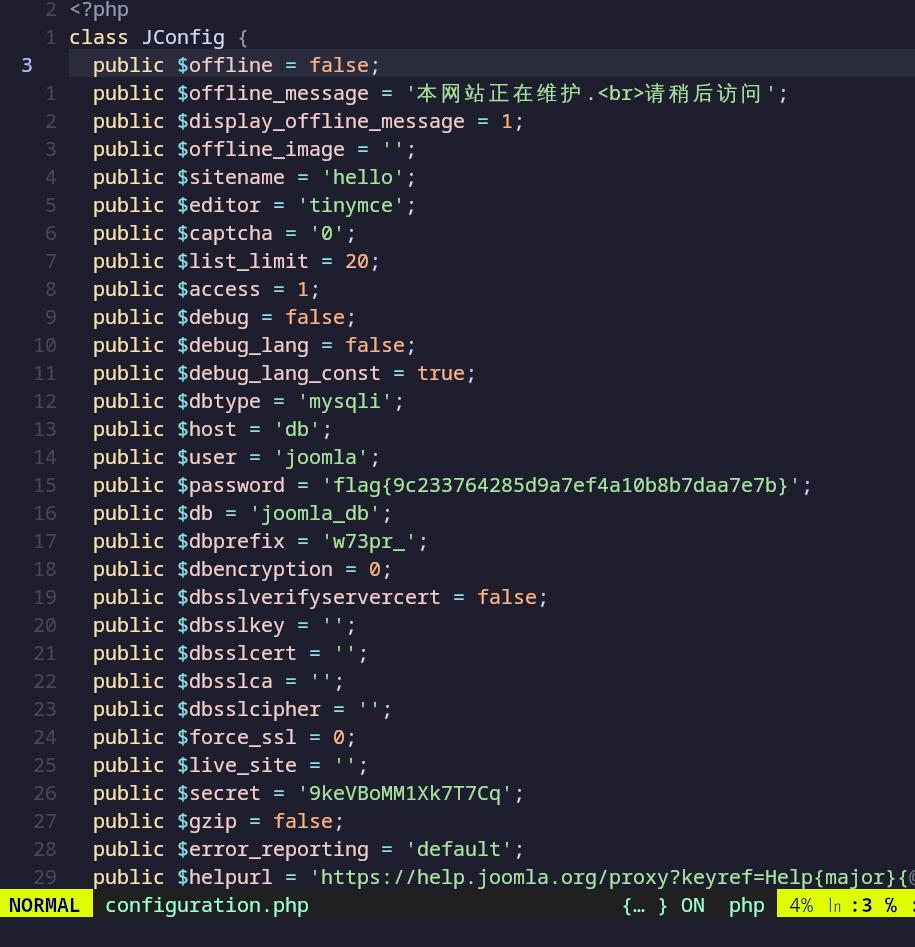 2 <?php
1 class JConfig {
3 public $offline = false;
1 public $offline_message = '本网站正在维护.<br>请稍后访问';
2 public $display_offline_message = 1;
3 public $offline_image = '';
4 public $sitename = 'hello';
5 public $editor = 'tinymce';
6 public $captcha = '0';
7 public $list_limit = 20;
8 public $access = 1;
9 public $debug = false;
10 public $debug_lang = false;
11 public $debug_lang_const = true;
12 public $dbtype = 'mysqli';
13 public $host = 'db';
14 public $user = 'joomla';
15 public $password = 'flag{9c233764285d9a7ef4a10b8b7daa7e7b}';
16 public $db = 'joomla_db';
17 public $dbprefix = 'w73pr_';
18 public $dbencryption = 0;
19 public $dbsslverifyservercert = false;
20 public $dbsslkey = '';
21 public $dbsslcert = '';
22 public $dbsslca = '';
23 public $dbsslcipher = '';
24 public $force_ssl = 0;
25 public $live_site = '';
26 public $secret = '9keVBoMM1Xk7T7Cq';
27 public $gzip = false;
28 public $error_reporting = 'default';
29 public $helpurl = 'https://help.joomla.org/proxy?keyref=Help{major}{
NORMAL configuration.php {… } ON php 4% ㏑:3 ℅: